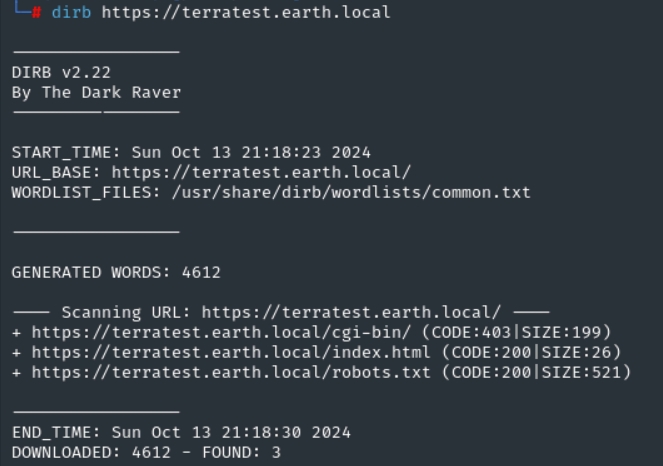 └─# dirb https://terratest.earth.local
-----------------
DIRB v2.22
By The Dark Raver
-----------------
START_TIME: Sun Oct 13 21:18:23 2024
URL_BASE: https://terratest.earth.local/
WORDLIST_FILES: /usr/share/dirb/wordlists/common.txt
-----------------
GENERATED WORDS: 4612
---- Scanning URL: https://terratest.earth.local/ ----
+ https://terratest.earth.local/cgi-bin/ (CODE:403|SIZE:199)
+ https://terratest.earth.local/index.html (CODE:200|SIZE:26)
+ https://terratest.earth.local/robots.txt (CODE:200|SIZE:521)
-----------------
END_TIME: Sun Oct 13 21:18:30 2024
DOWNLOADED: 4612 - FOUND: 3